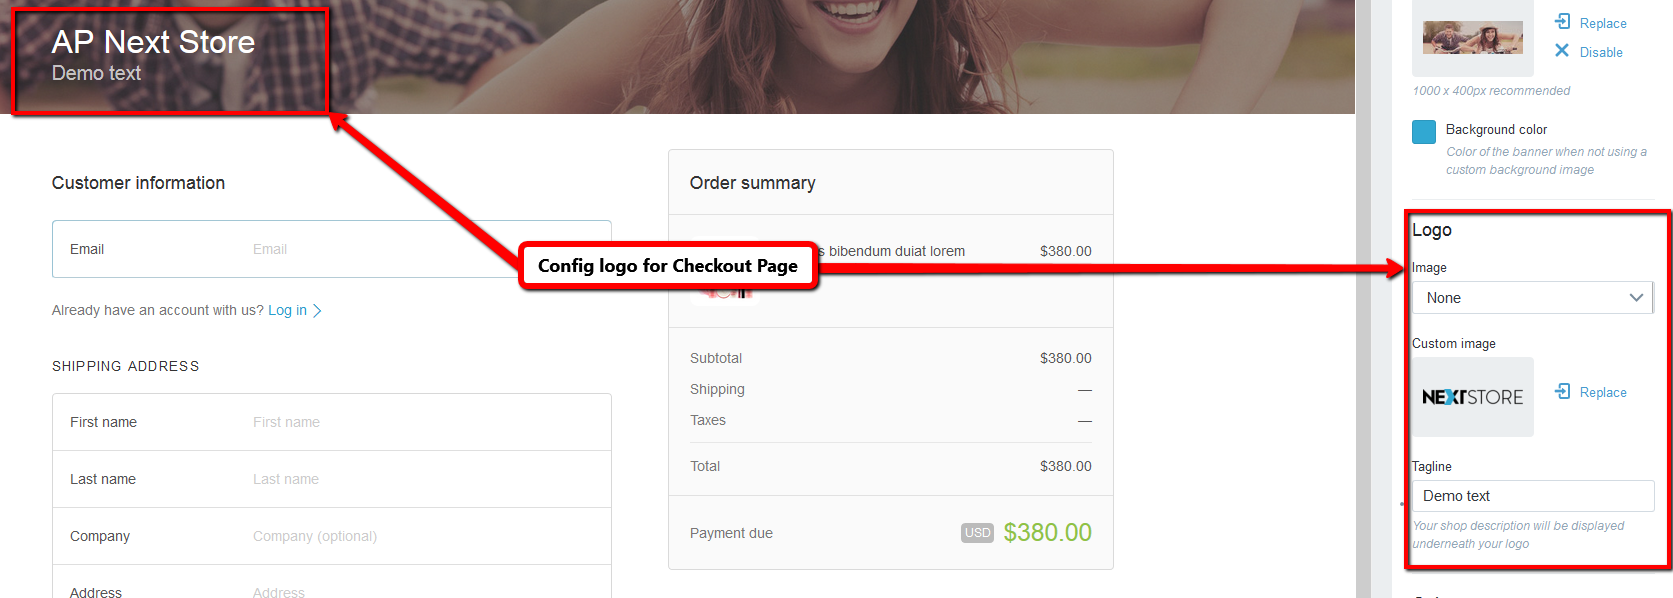 AP Next Store
Demo text
Customer information
Email
Email
Already have an account with us? Log in
SHIPPING ADDRESS
First name
First name
Last name
Last name
Company
Company (optional)
Address
Address
Config logo for Checkout Page
Order summary
s bibendum duiat lorem
$380.00
Subtotal
$380.00
Shipping
—
Taxes
—
Total
$380.00
Payment due
USD
$380.00
Replace
Disable
1000 x 400px recommended
Background color
Color of the banner when not using a
custom background image
Logo
Image
None
Custom image
NEXTSTORE
Replace
Tagline
Demo text
Your shop description will be displayed
underneath your logo